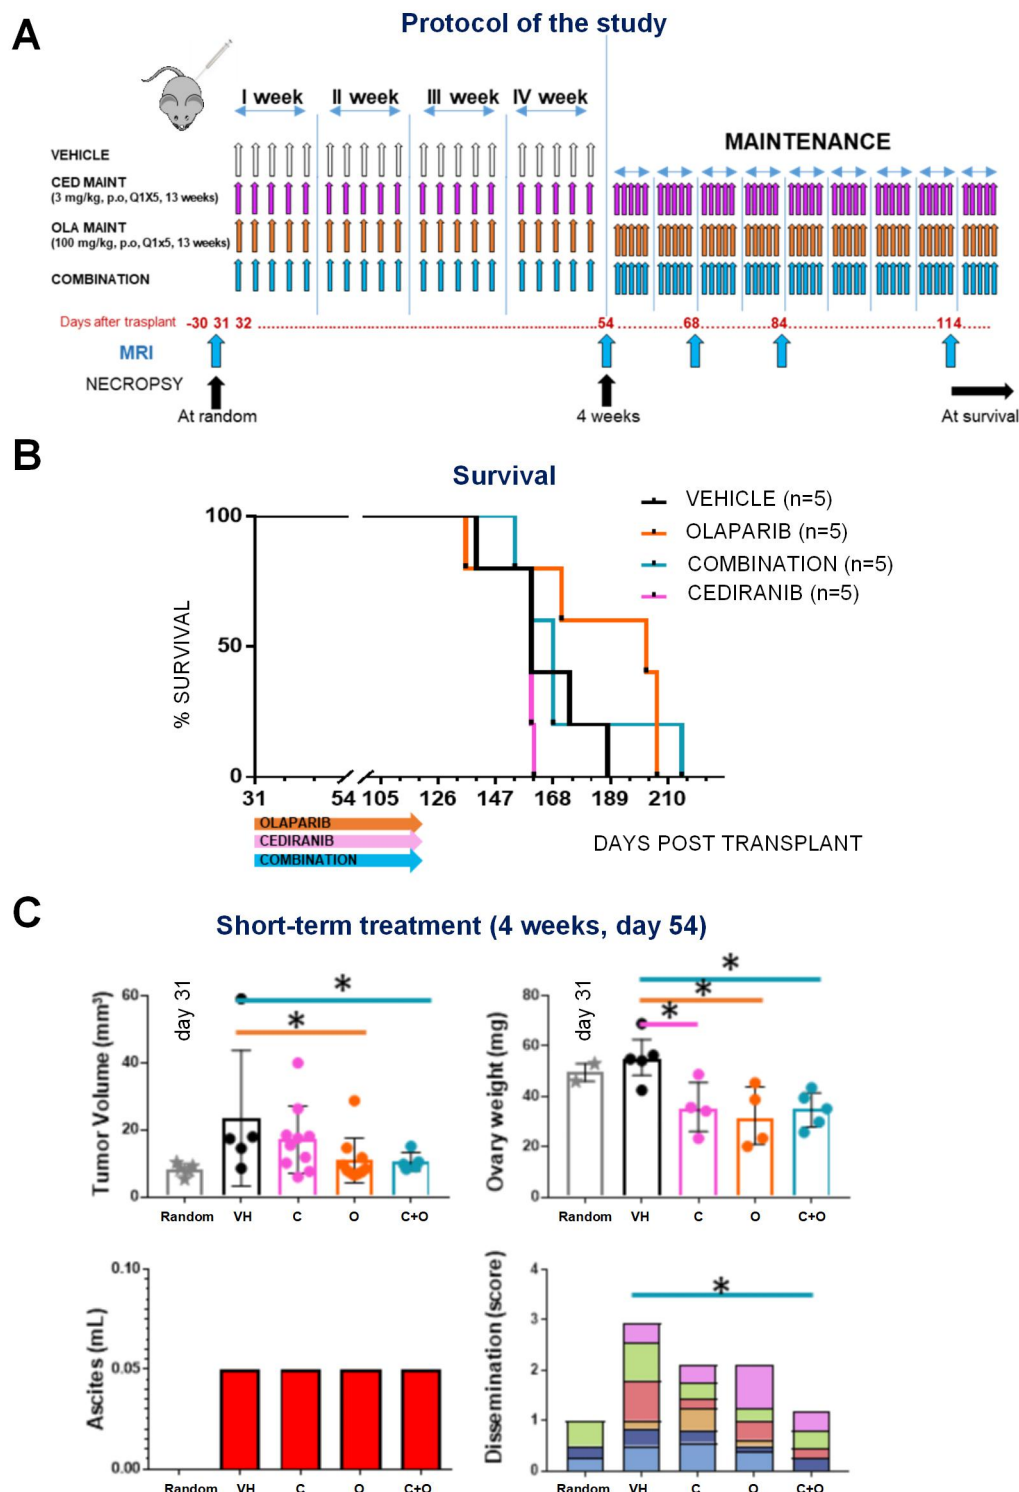 A
Protocol of the study
I week
II week
III week
IV week
MAINTENANCE
VEHICLE
CED MAINT
(3 mg/kg, p.o, Q1X5, 13 weeks)
OLA MAINT
(100 mg/kg, p.o, Q1x5, 13 weeks)
COMBINATION
Days after trasplant -30 31 32 54 68 84 114
MRI
NECROPSY
At random
4 weeks
At survival
B
Survival
VEHICLE (n=5)
OLAPARIB (n=5)
COMBINATION (n=5)
CEDIRANIB (n=5)
% SURVIVAL
100
50
0
31 54 105 126 147 168 189 210
OLAPARIB
CEDIRANIB
COMBINATION
DAYS POST TRANSPLANT
C
Short-term treatment (4 weeks, day 54)
Tumor Volume (mm³)
60
40
20
0
day 31
*
*
Random VH C O C+O
Ovary weight (mg)
80
60
40
20
0
day 31
*
*
*
Random VH C O C+O
Ascites (mL)
0.10
0.05
0.00
Random VH C O C+O
Dissemination (score)
4
3
2
1
0
*
Random VH C O C+O